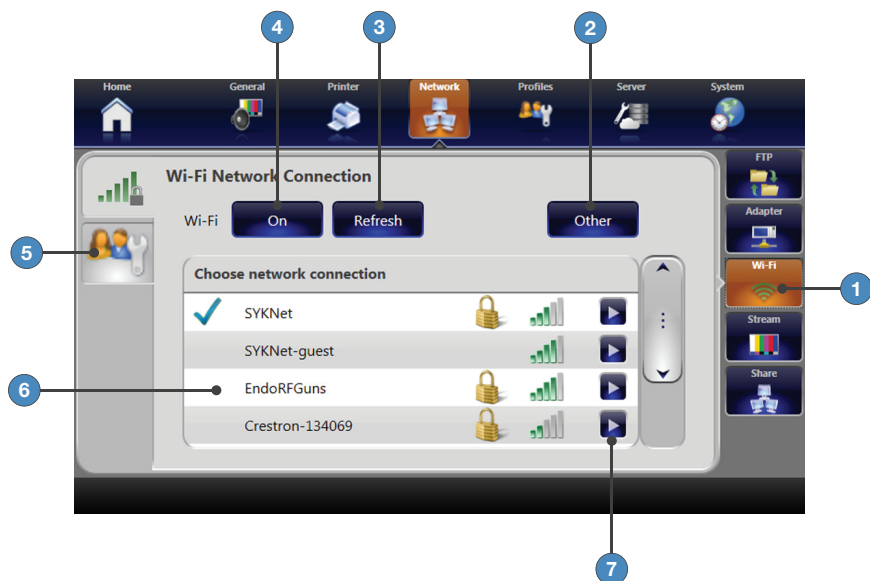 4 3 2
Home General Printer Network Profiles Server System
FTP
Wi-Fi Network Connection
Wi-Fi On Refresh Other
Adapter
5
Choose network connection
Wi-Fi
1
SYKNet
Stream
SYKNet-guest
6
EndoRFGuns
Share
Crestron-134069
7